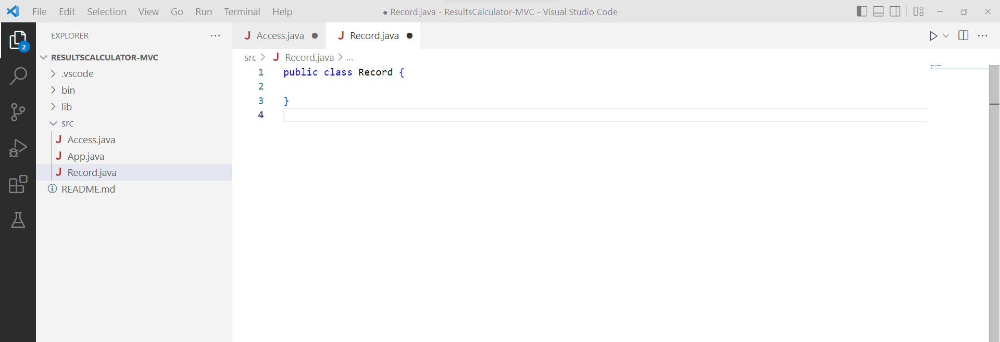 File Edit Selection View Go Run Terminal Help ● Record.java - ResultsCalculator-MVC - Visual Studio Code
2
EXPLORER ···
RESULTSCALCULATOR-MVC
.vscode
bin
lib
src
J Access.java
J App.java
J Record.java
README.md
J Access.java ● J Record.java ●
src > J Record.java > ...
1 public class Record {
2
3 }
4